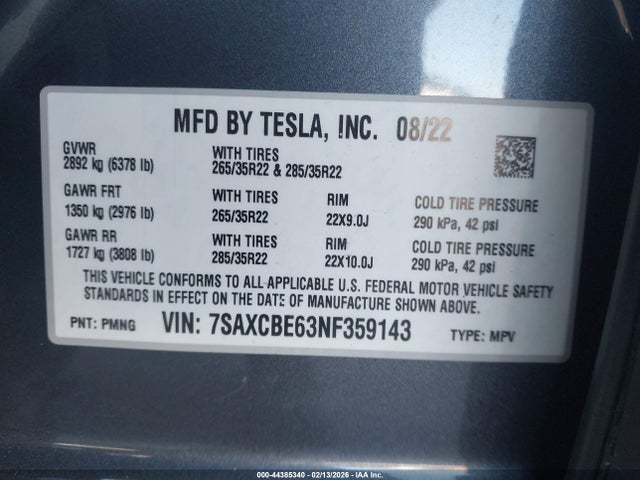 MFD BY TESLA, INC. 08/22
GVWR WITH TIRES
2892 kg (6378 lb) 265/35R22 & 285/35R22
GAWR FRT WITH TIRES RIM COLD TIRE PRESSURE
1350 kg (2976 lb) 265/35R22 22X9.0J 290 kPa, 42 psi
GAWR RR WITH TIRES RIM COLD TIRE PRESSURE
1727 kg (3808 lb) 285/35R22 22X10.0J 290 kPa, 42 psi
THIS VEHICLE CONFORMS TO ALL APPLICABLE U.S. FEDERAL MOTOR VEHICLE SAFETY
STANDARDS IN EFFECT ON THE DATE OF MANUFACTURE SHOWN ABOVE.
PNT: PMNG VIN: 7SAXCBE63NF359143 TYPE: MPV
000-44385340 - 02/13/2026 - IAA Inc.